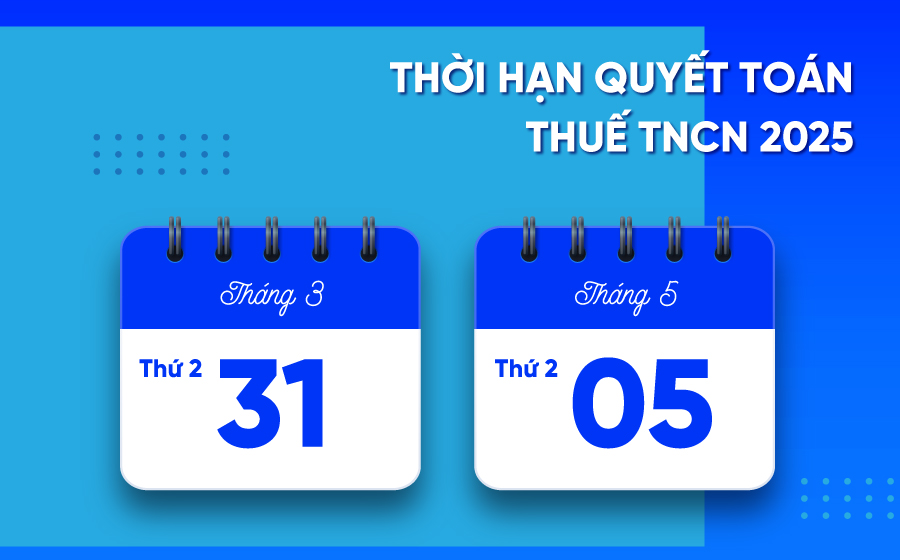 THỜI HẠN QUYẾT TOÁN
THUẾ TNCN 2025
Tháng 3
Thứ 2 31
Tháng 5
Thứ 2 05